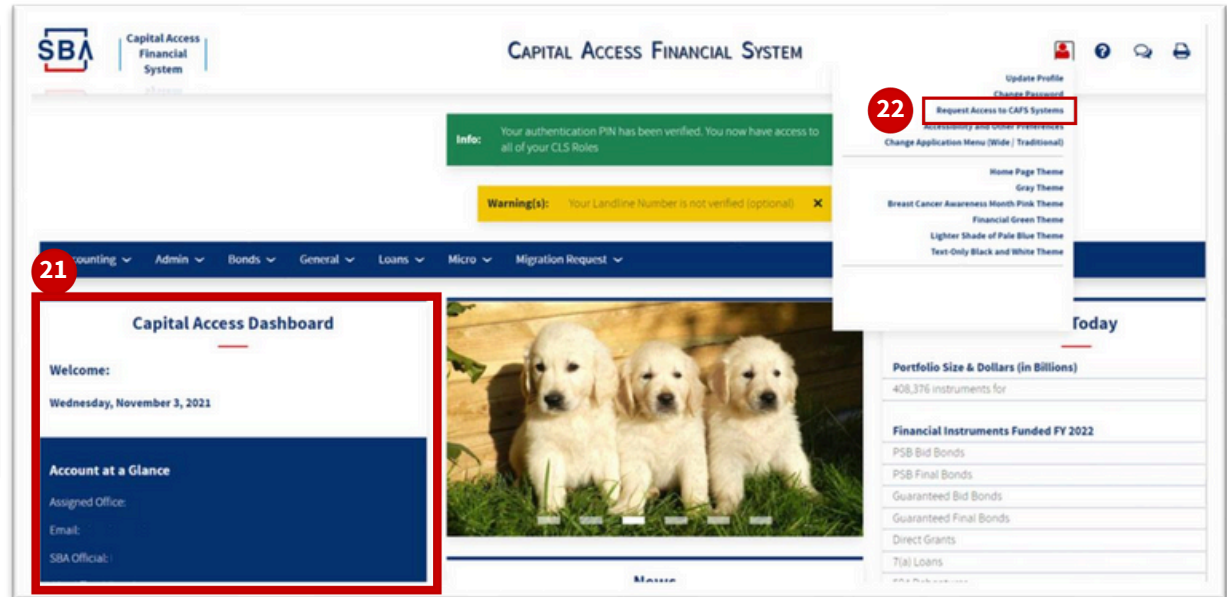 SBA
Capital Access
Financial
System
CAPITAL ACCESS FINANCIAL SYSTEM
Update Profile
Change Password
22
Request Access to CAFS Systems
Accessibility and Other Preferences
Change Application Menu (Wide / Traditional)
Home Page Theme
Gray Theme
Breast Cancer Awareness Month Pink Theme
Financial Green Theme
Lighter Shade of Pale Blue Theme
Text-Only Black and White Theme
Info: Your authentication PIN has been verified. You now have access to
all of your CLS Roles
Warning(s): Your Landline Number is not verified (optional) ×
counting Admin Bonds General Loans Micro Migration Request
21
Capital Access Dashboard
Welcome:
Wednesday, November 3, 2021
Account at a Glance
Assigned Office:
Email:
SBA Official:
News
Today
Portfolio Size & Dollars (in Billions)
408,376 instruments for
Financial Instruments Funded FY 2022
PSB Bid Bonds
PSB Final Bonds
Guaranteed Bid Bonds
Guaranteed Final Bonds
Direct Grants
7(a) Loans